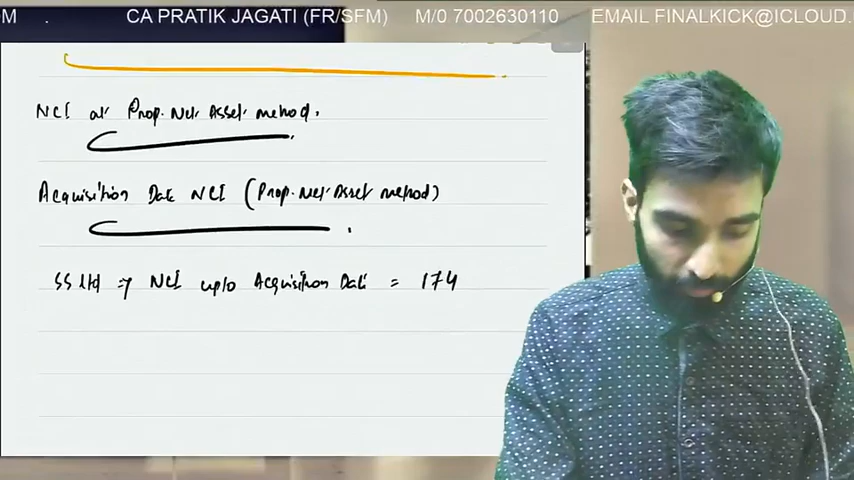 OM . CA PRATIK JAGATI (FR/SFM) M/0 7002630110 EMAIL FINALKICK@ICLOUD.
NCI at Prop. Net Asset method.
Acquisition Date NCI (Prop. Net Asset method)
SS Ltd ⇒ NCI upto Acquisition Date = 174